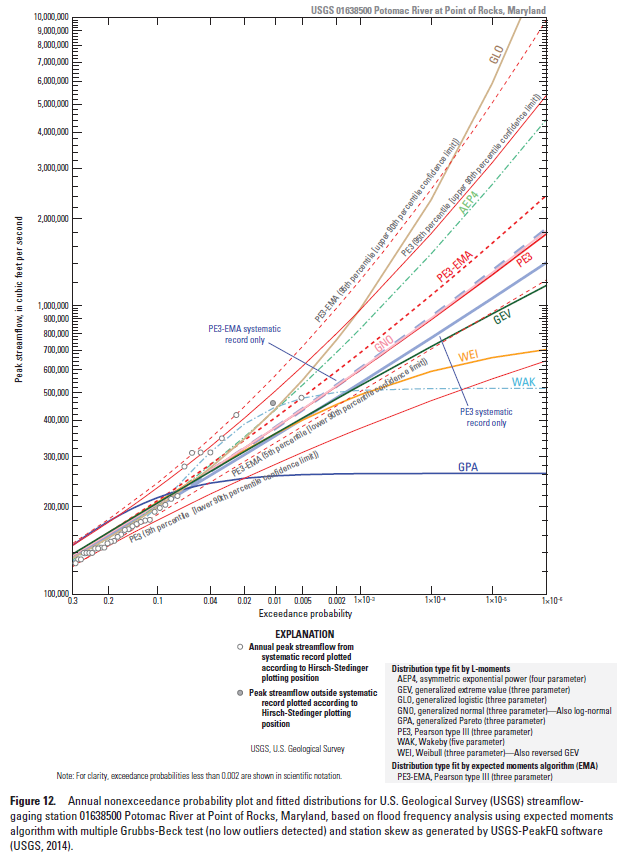 USGS 01638500 Potomac River at Point of Rocks, Maryland
10,000,000
9,000,000
8,000,000
7,000,000
6,000,000
5,000,000
4,000,000
3,000,000
2,000,000
1,000,000
900,000
800,000
700,000
600,000
500,000
400,000
300,000
200,000
100,000
Peak streamflow, in cubic feet per second
GLO
PE3-EMA (95th percentile [upper 90th percentile confidence limit])
PE3 (95th percentile [upper 90th percentile confidence limit])
AEP4
PE3-EMA
PE3
PE3-EMA systematic
record only
GNO
GEV
WEI
WAK
PE3 systematic
record only
PE3-EMA (5th percentile [lower 90th percentile confidence limit])
PE3 (5th percentile [lower 90th percentile confidence limit])
GPA
0.3 0.2 0.1 0.04 0.02 0.01 0.005 0.002 1×10-3 1×10-4 1×10-5 1×10-6
Exceedance probability
EXPLANATION
Annual peak streamflow from
systematic record plotted
according to Hirsch-Stedinger
plotting position
Peak streamflow outside systematic
record plotted according to
Hirsch-Stedinger plotting
position
USGS, U.S. Geological Survey
Distribution type fit by L-moments
AEP4, asymmetric exponential power (four parameter)
GEV, generalized extreme value (three parameter)
GLO, generalized logistic (three parameter)
GNO, generalized normal (three parameter)—Also log-normal
GPA, generalized Pareto (three parameter)
PE3, Pearson type III (three parameter)
WAK, Wakeby (five parameter)
WEI, Weibull (three parameter)—Also reversed GEV
Distribution type fit by expected moments algorithm (EMA)
PE3-EMA, Pearson type III (three parameter)
Note: For clarity, exceedance probabilities less than 0.002 are shown in scientific notation.
Figure 12. Annual nonexceedance probability plot and fitted distributions for U.S. Geological Survey (USGS) streamflow-
gaging station 01638500 Potomac River at Point of Rocks, Maryland, based on flood frequency analysis using expected moments
algorithm with multiple Grubbs-Beck test (no low outliers detected) and station skew as generated by USGS-PeakFQ software
(USGS, 2014).